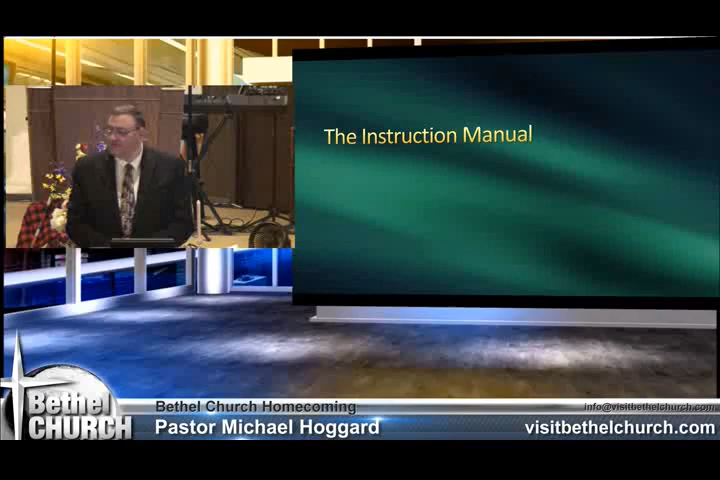 The Instruction Manual
Bethel
CHURCH
Bethel Church Homecoming
info@visitbethelchurch.com
Pastor Michael Hoggard
visitbethelchurch.com